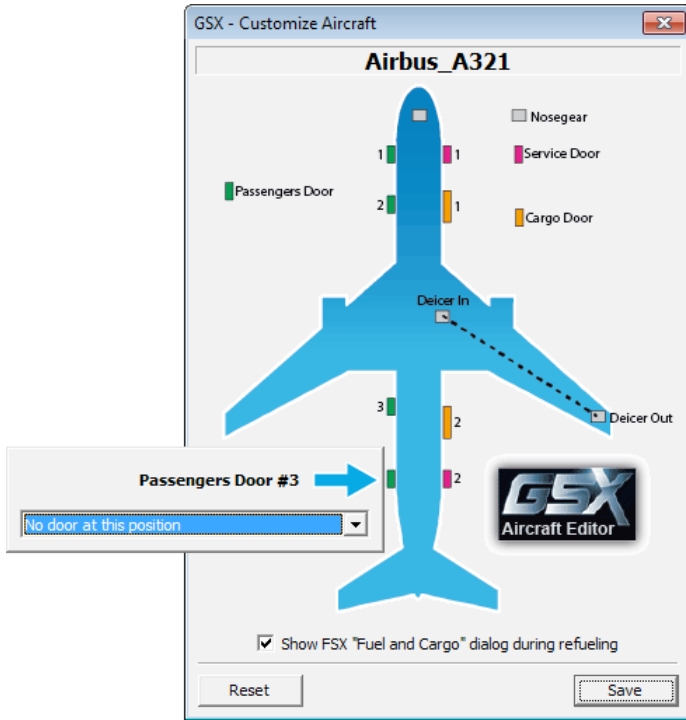 GSX - Customize Aircraft
Airbus_A321
Nosegear
1
1
Service Door
Passengers Door
2
1
Cargo Door
Deicer In
3
2
Deicer Out
Passengers Door #3
2
No door at this position
GSX
Aircraft Editor
Show FSX "Fuel and Cargo" dialog during refueling
Reset
Save